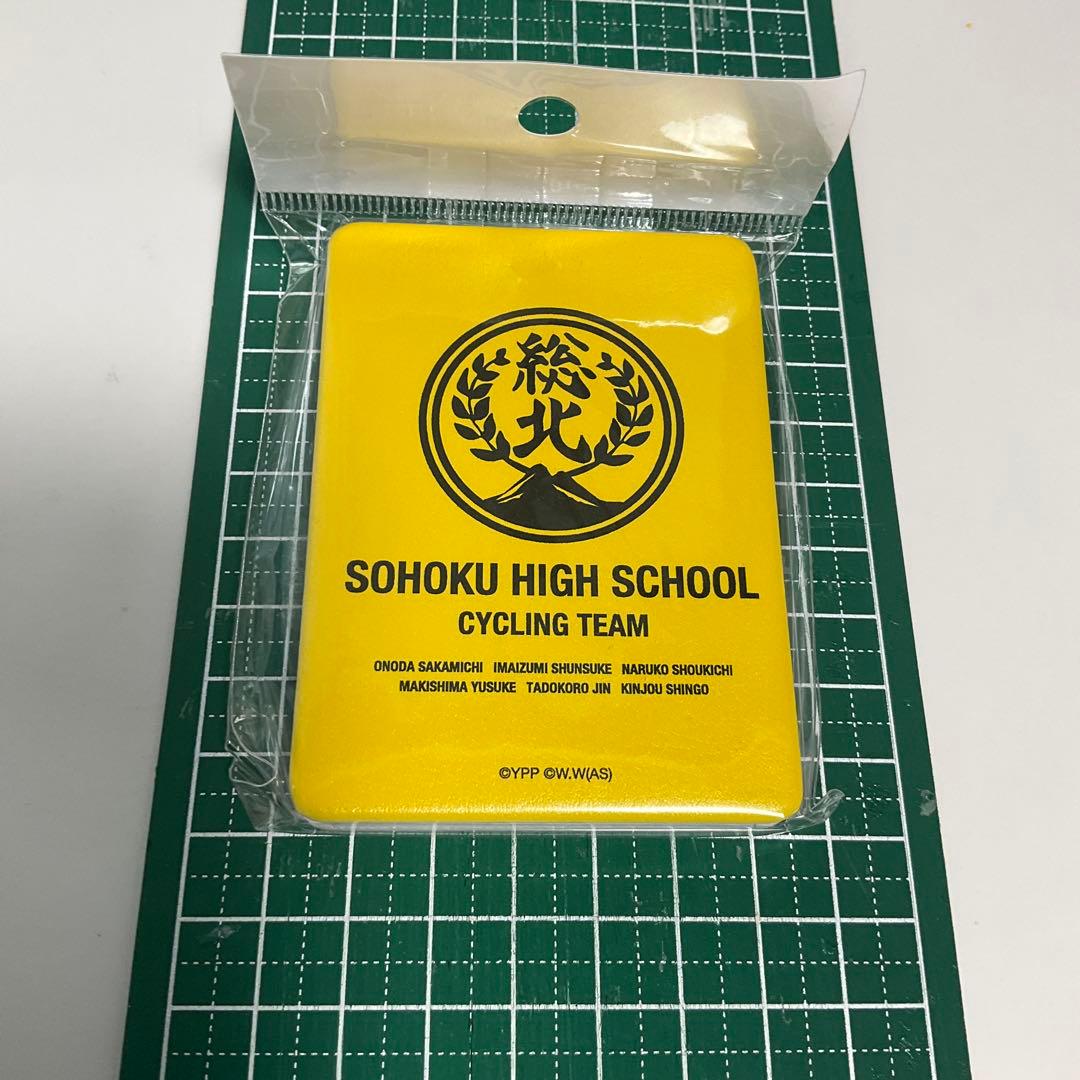 総
北
SOHOKU HIGH SCHOOL
CYCLING TEAM
ONODA SAKAMICHI IMAIZUMI SHUNSUKE NARUKO SHOUKICHI
MAKISHIMA YUSUKE TADOKORO JIN KINJOU SHINGO
©YPP ©W.W(AS)